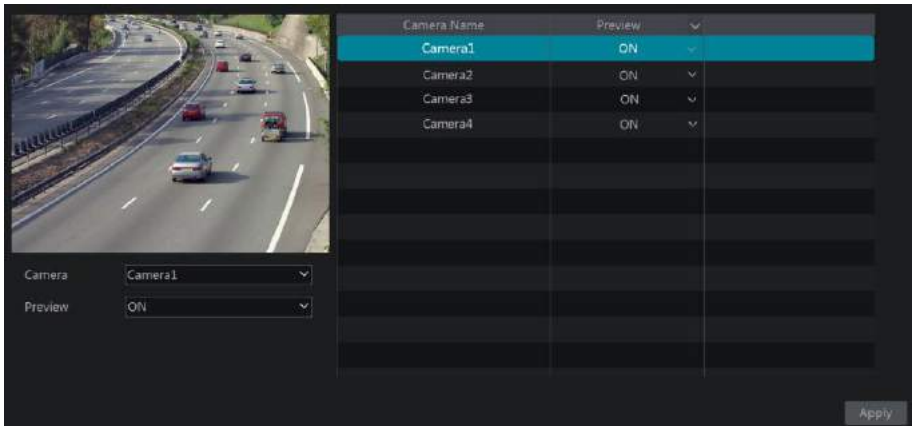 Camera Name Preview
Camera1 ON
Camera2 ON
Camera3 ON
Camera4 ON
Camera Camera1
Preview ON
Apply